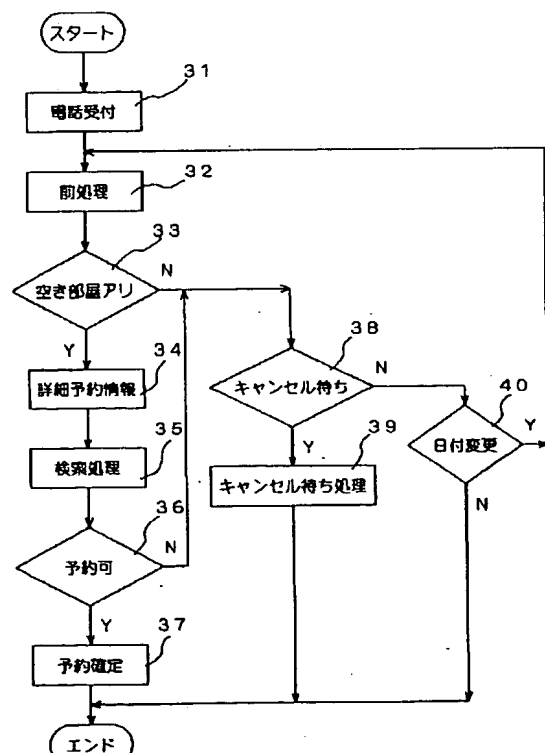 スタート
31
電話受付
32
前処理
33
空き部屋アリ
N
Y
34
詳細予約情報
35
検索処理
36
予約可
N
Y
37
予約確定
エンド
38
キャンセル待ち
N
Y
39
キャンセル待ち処理
40
日付変更
Y
N